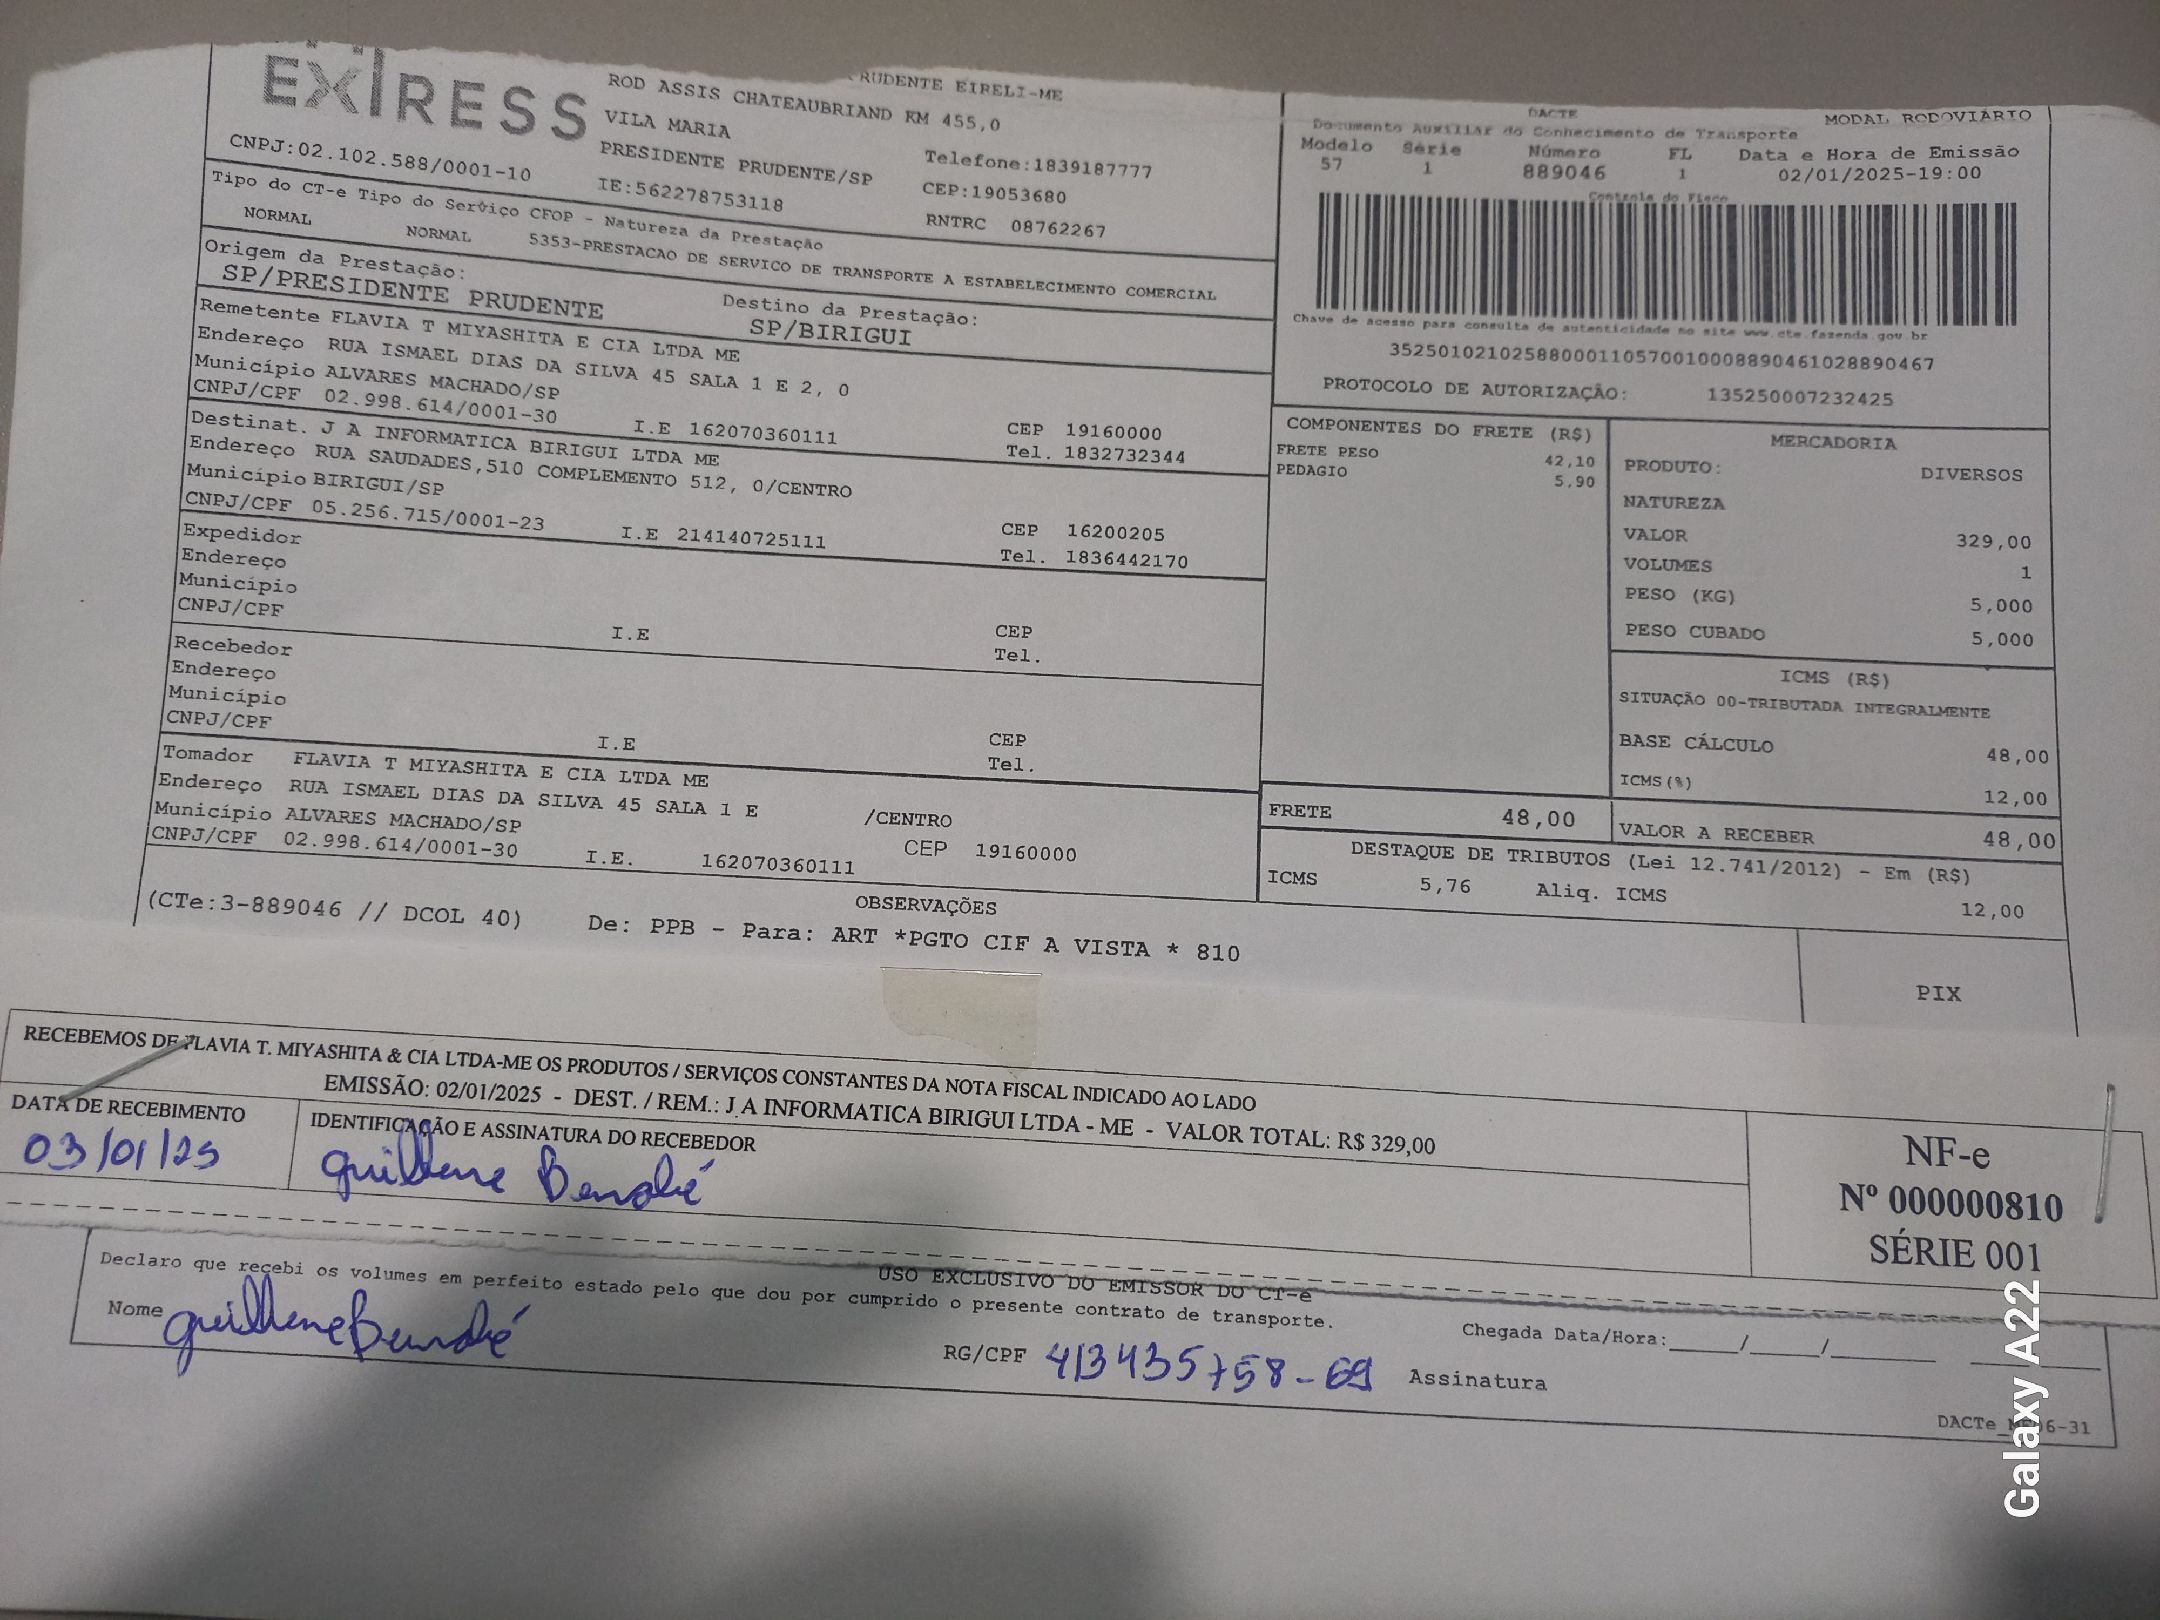 EXPRESS
RUDENTE EIRELI-ME
ROD ASSIS CHATEAUBRIAND KM 455,0
VILA MARIA
PRESIDENTE PRUDENTE/SP
Telefone:1839187777
CNPJ:02.102.588/0001-10
IE:562278753118
CEP:19053680
RNTRC 08762267
Tipo do CT-e Tipo do Serviço CFOP - Natureza da Prestação
NORMAL NORMAL 5353-PRESTACAO DE SERVICO DE TRANSPORTE A ESTABELECIMENTO COMERCIAL
Origem da Prestação: Destino da Prestação:
SP/PRESIDENTE PRUDENTE SP/BIRIGUI
Remetente FLAVIA T MIYASHITA E CIA LTDA ME
Endereço RUA ISMAEL DIAS DA SILVA 45 SALA 1 E 2, 0
Município ALVARES MACHADO/SP CEP 19160000
CNPJ/CPF 02.998.614/0001-30 I.E 162070360111 Tel. 1832732344
Destinat. J A INFORMATICA BIRIGUI LTDA ME
Endereço RUA SAUDADES,510 COMPLEMENTO 512, 0/CENTRO
Município BIRIGUI/SP CEP 16200205
CNPJ/CPF 05.256.715/0001-23 I.E 214140725111 Tel. 1836442170
Expedidor
Endereço
Município CEP
CNPJ/CPF I.E Tel.
Recebedor
Endereço
Município CEP
CNPJ/CPF I.E Tel.
Tomador FLAVIA T MIYASHITA E CIA LTDA ME
Endereço RUA ISMAEL DIAS DA SILVA 45 SALA 1 E /CENTRO
Município ALVARES MACHADO/SP CEP 19160000
CNPJ/CPF 02.998.614/0001-30 I.E. 162070360111
DACTE MODAL RODOVIÁRIO
Documento Auxiliar do Conhecimento de Transporte
Modelo Série Número FL Data e Hora de Emissão
57 1 889046 1 02/01/2025-19:00
Controle do Fisco
Chave de acesso para consulta de autenticidade no site www.cte.fazenda.gov.br
35250102102588000110570010008890461028890467
PROTOCOLO DE AUTORIZAÇÃO: 135250007232425
COMPONENTES DO FRETE (R$)
FRETE PESO 42,10
PEDAGIO 5,90
MERCADORIA
PRODUTO: DIVERSOS
NATUREZA
VALOR 329,00
VOLUMES 1
PESO (KG) 5,000
PESO CUBADO 5,000
ICMS (R$)
SITUAÇÃO 00-TRIBUTADA INTEGRALMENTE
BASE CÁLCULO 48,00
ICMS(%) 12,00
FRETE 48,00 VALOR A RECEBER 48,00
DESTAQUE DE TRIBUTOS (Lei 12.741/2012) - Em (R$)
ICMS 5,76 Aliq. ICMS 12,00
OBSERVAÇÕES
(CTe:3-889046 // DCOL 40) De: PPB - Para: ART *PGTO CIF A VISTA * 810
PIX
RECEBEMOS DE FLAVIA T. MIYASHITA & CIA LTDA-ME OS PRODUTOS / SERVIÇOS CONSTANTES DA NOTA FISCAL INDICADO AO LADO
EMISSÃO: 02/01/2025 - DEST. / REM.: J A INFORMATICA BIRIGUI LTDA - ME - VALOR TOTAL: R$ 329,00
DATA DE RECEBIMENTO IDENTIFICAÇÃO E ASSINATURA DO RECEBEDOR
03/01/25
NF-e
Nº 000000810
SÉRIE 001
USO EXCLUSIVO DO EMISSOR DO CT-e
Declaro que recebi os volumes em perfeito estado pelo que dou por cumprido o presente contrato de transporte.
Nome
RG/CPF 413435758-69
Chegada Data/Hora:_____/_____/_______
Assinatura
Galaxy A22